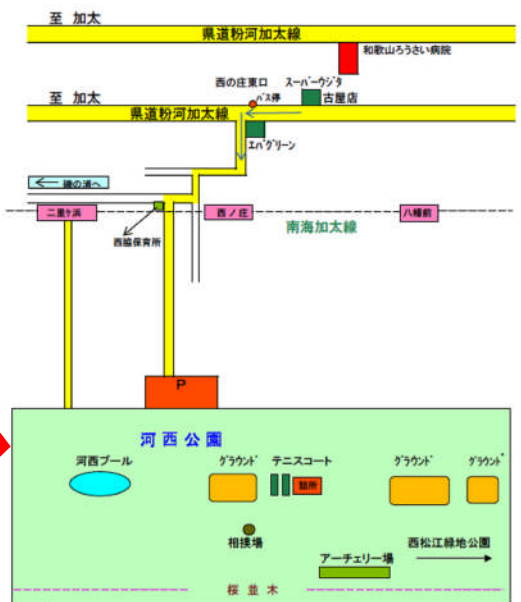 至 加太
県道粉河加太線
和歌山ろうさい病院
西の庄東口
スーパーウジタ
至 加太
バス停
古屋店
県道粉河加太線
エバグリーン
磯の浦へ
二里ケ浜
西ノ庄
八幡前
西脇保育所
南海加太線
P
河西公園
河西プール
グラウンド
テニスコート
グラウンド
グラウンド
詰所
相撲場
西松江緑地公園
アーチェリー場
桜並木